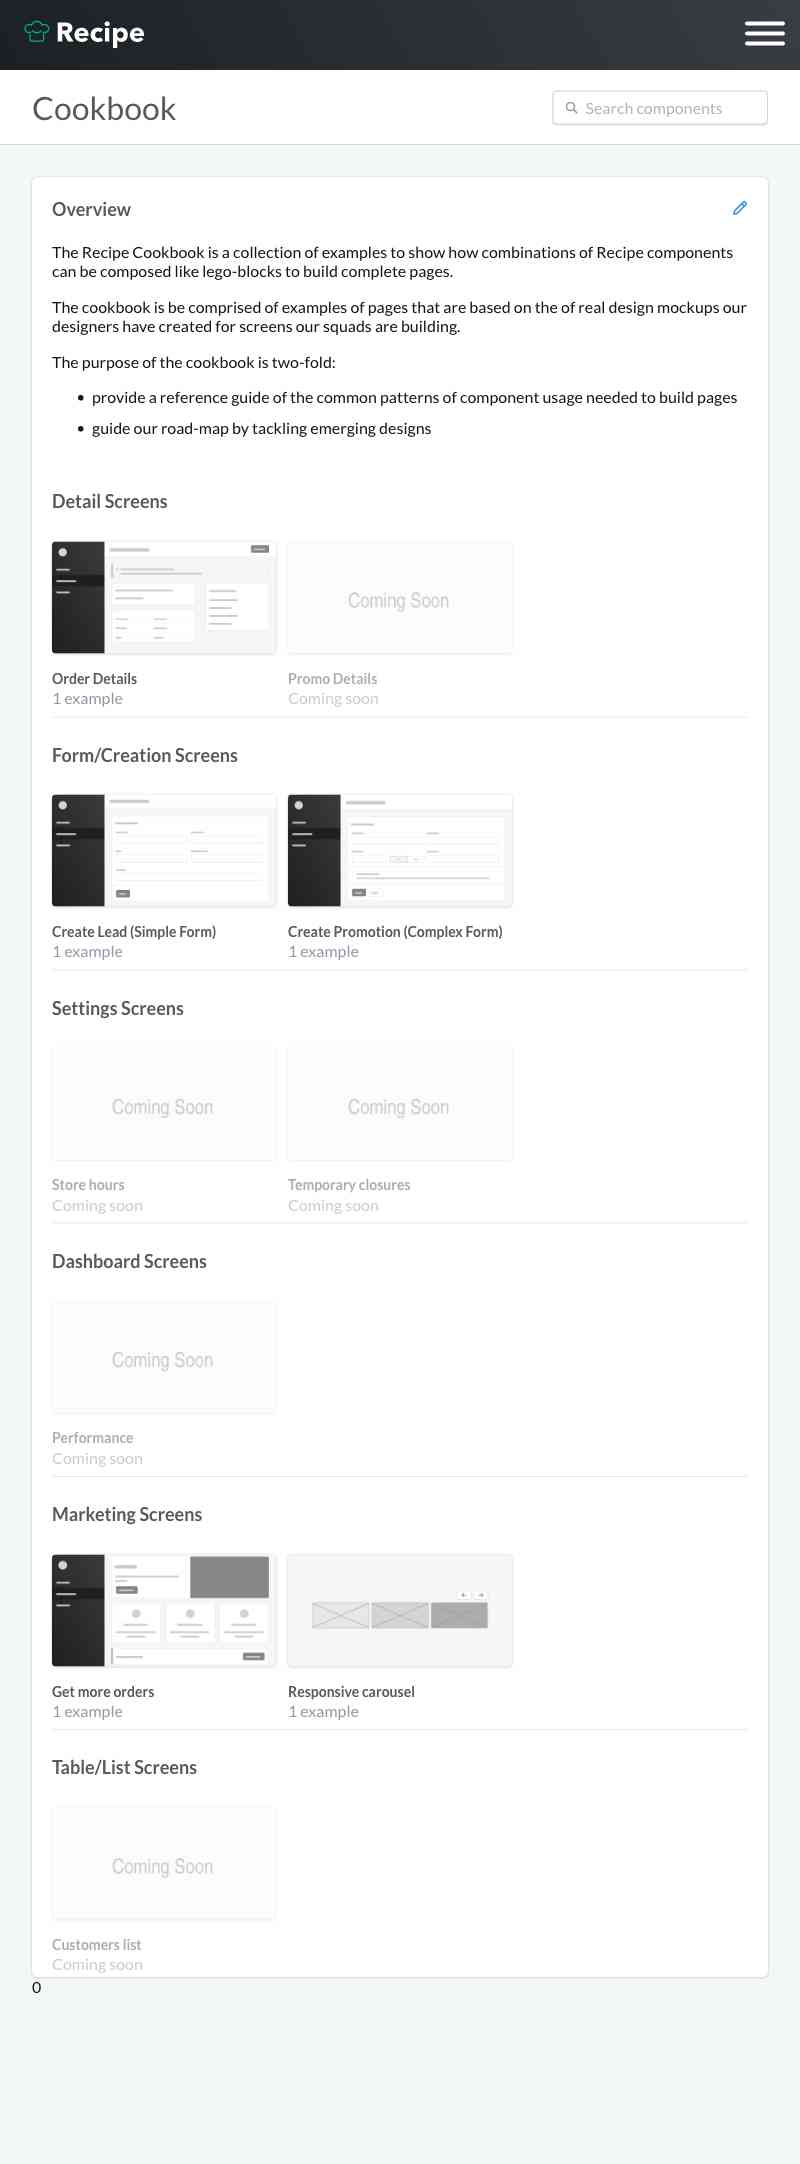 Recipe
Cookbook
Search components
Overview
The Recipe Cookbook is a collection of examples to show how combinations of Recipe components
can be composed like lego-blocks to build complete pages.
The cookbook is be comprised of examples of pages that are based on the of real design mockups our
designers have created for screens our squads are building.
The purpose of the cookbook is two-fold:
• provide a reference guide of the common patterns of component usage needed to build pages
• guide our road-map by tackling emerging designs
Detail Screens
Coming Soon
Order Details
Promo Details
1 example
Coming soon
Form/Creation Screens
Create Lead (Simple Form)
Create Promotion (Complex Form)
1 example
1 example
Settings Screens
Coming Soon
Coming Soon
Store hours
Temporary closures
Coming soon
Coming soon
Dashboard Screens
Coming Soon
Performance
Coming soon
Marketing Screens
Get more orders
Responsive carousel
1 example
1 example
Table/List Screens
Coming Soon
Customers list
Coming soon
0